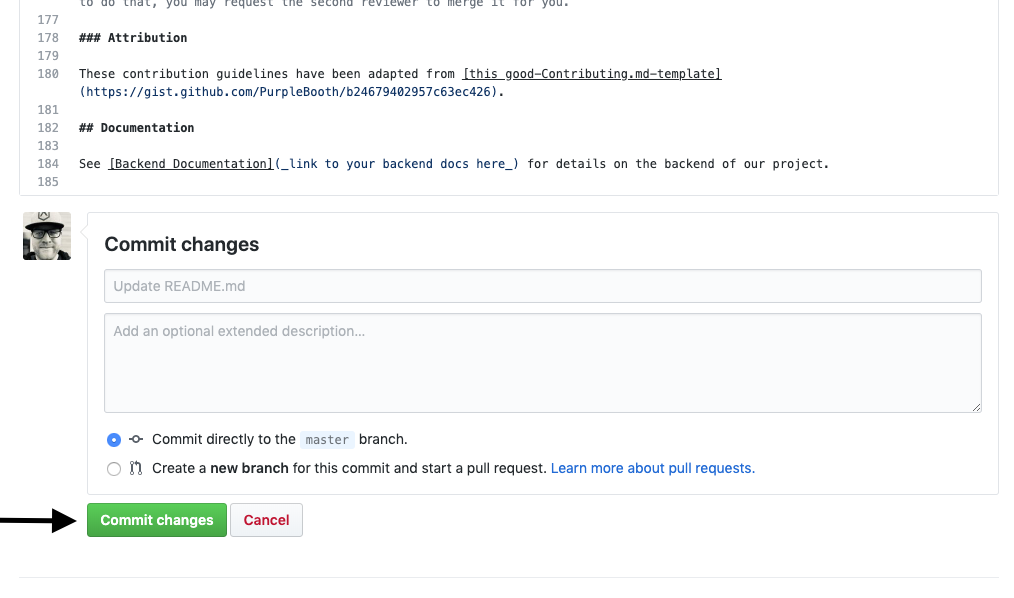 to do that, you may request the second reviewer to merge it for you.
177
178 ### Attribution
179
180 These contribution guidelines have been adapted from [this good-Contributing.md-template]
(https://gist.github.com/PurpleBooth/b24679402957c63ec426).
181
182 ## Documentation
183
184 See [Backend Documentation](_link to your backend docs here_) for details on the backend of our project.
185
Commit changes
Update README.md
Add an optional extended description...
Commit directly to the master branch.
Create a new branch for this commit and start a pull request. Learn more about pull requests.
Commit changes Cancel